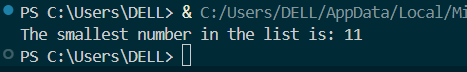 PS C:\Users\DELL> & C:/Users/DELL/AppData/Local/Mi
The smallest number in the list is: 11
PS C:\Users\DELL>